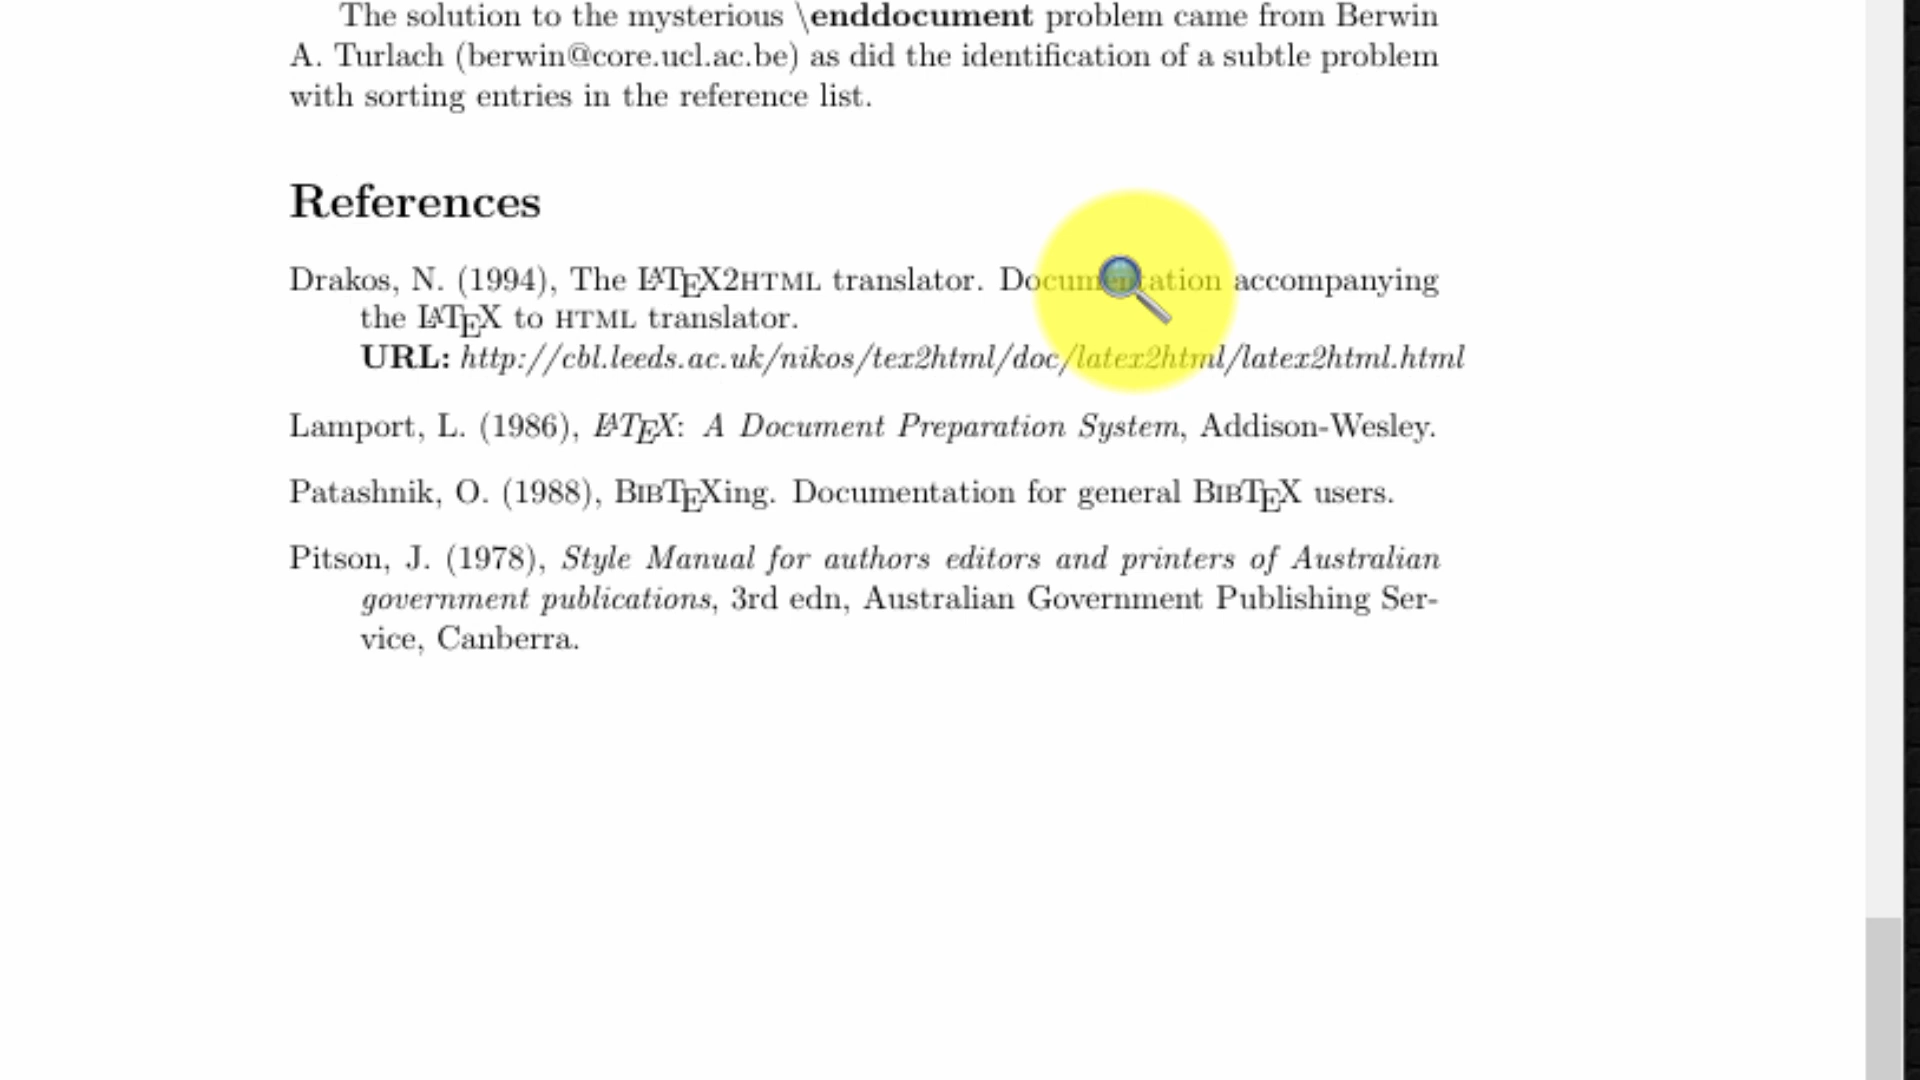 The solution to the mysterious \enddocument problem came from Berwin
A. Turlach (berwin@core.ucl.ac.be) as did the identification of a subtle problem
with sorting entries in the reference list.
References
Drakos, N. (1994), The LATEX2HTML translator. Documentation accompanying
the LATEX to HTML translator.
URL: http://cbl.leeds.ac.uk/nikos/tex2html/doc/latex2html/latex2html.html
Lamport, L. (1986), LATEX: A Document Preparation System, Addison-Wesley.
Patashnik, O. (1988), BIBTEXing. Documentation for general BIBTEX users.
Pitson, J. (1978), Style Manual for authors editors and printers of Australian
government publications, 3rd edn, Australian Government Publishing Ser-
vice, Canberra.